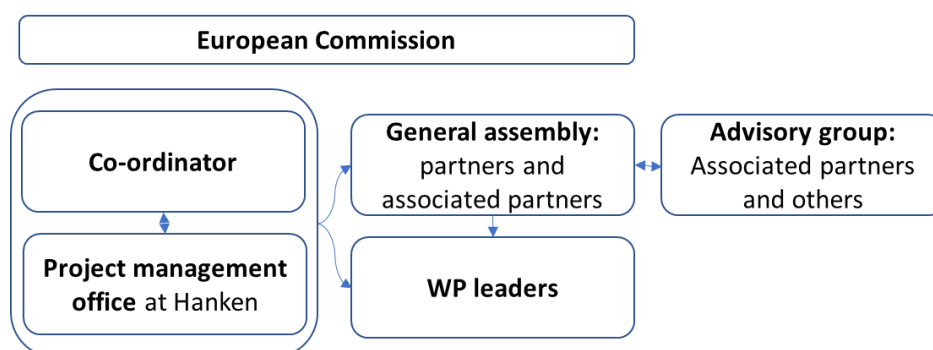 European Commission
Co-ordinator
Project management
office at Hanken
General assembly:
partners and
associated partners
WP leaders
Advisory group:
Associated partners
and others